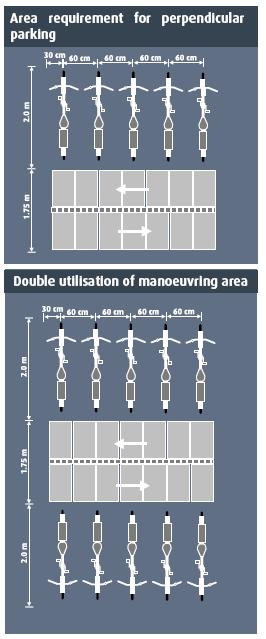 Area requirement for perpendicular
parking
30 cm 60 cm 60 cm 60 cm 60 cm
2.0 m
1.75 m
Double utilisation of manoeuvring area
30 cm 60 cm 60 cm 60 cm 60 cm
2.0 m
1.75 m
2.0 m